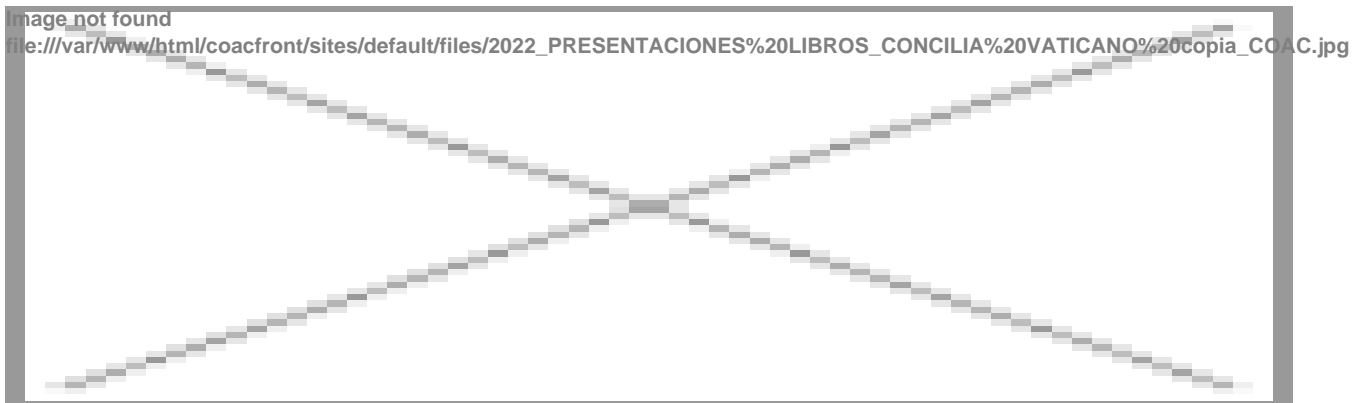 Image not found
file:///var/www/html/coacfront/sites/default/files/2022_PRESENTACIONES%20LIBROS_CONCILIA%20VATICANO%20copia_COAC.jpg